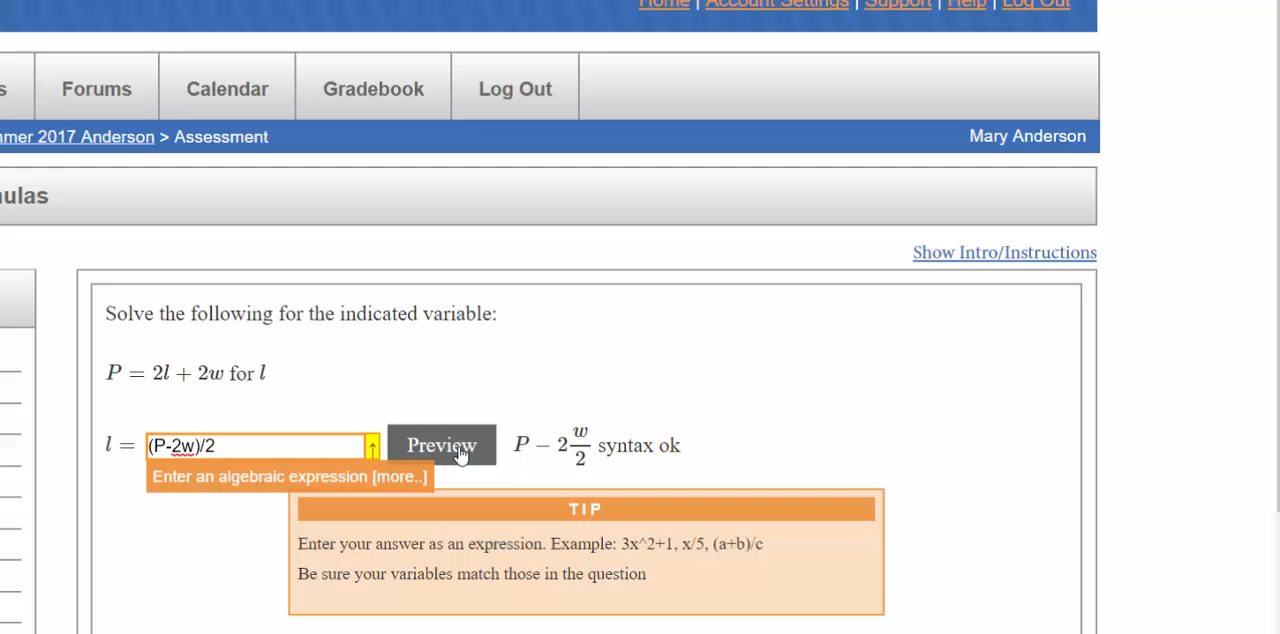 Home | Account Settings | Support | Help | Log Out
s Forums Calendar Gradebook Log Out
mmer 2017 Anderson > Assessment Mary Anderson
ulas
Show Intro/Instructions
Solve the following for the indicated variable:
P = 2l + 2w for l
l = (P-2w)/2 ↑ Preview P − 2 w/2 syntax ok
Enter an algebraic expression [more..]
TIP
Enter your answer as an expression. Example: 3x^2+1, x/5, (a+b)/c
Be sure your variables match those in the question